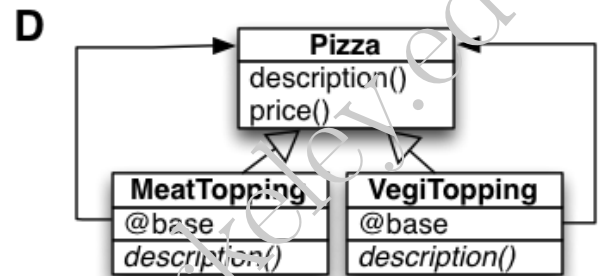 D
Pizza
description()
price()
MeatTopping
VegiTopping
@base
@base
description()
description()